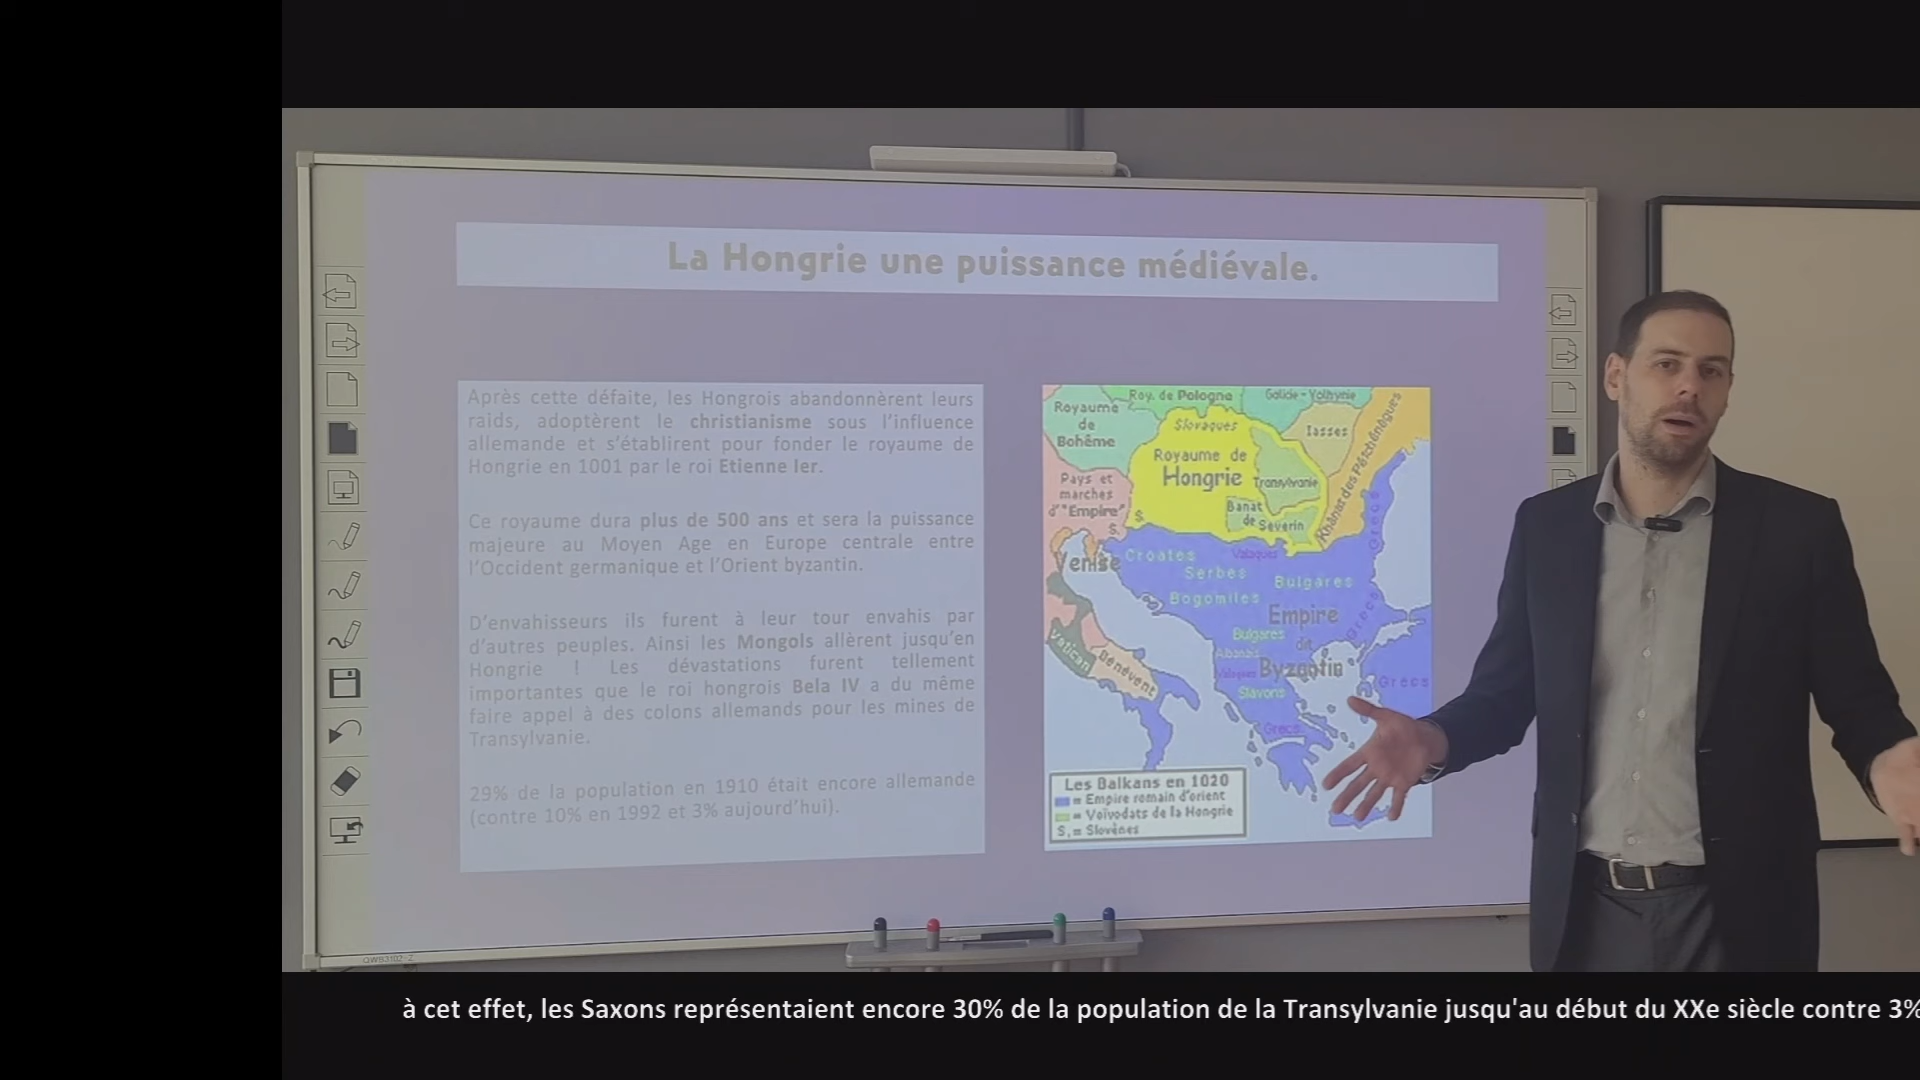 La Hongrie une puissance médiévale.
Après cette défaite, les Hongrois abandonnèrent leurs
raids, adoptèrent le christianisme sous l'influence
allemande et s'établirent pour fonder le royaume de
Hongrie en 1001 par le roi Etienne Ier.
Ce royaume dura plus de 500 ans et sera la puissance
majeure au Moyen Age en Europe centrale entre
l'Occident germanique et l'Orient byzantin.
D'envahisseurs ils furent à leur tour envahis par
d'autres peuples. Ainsi les Mongols allèrent jusqu'en
Hongrie ! Les dévastations furent tellement
importantes que le roi hongrois Bela IV a du même
faire appel à des colons allemands pour les mines de
Transylvanie.
29% de la population en 1910 était encore allemande
(contre 10% en 1992 et 3% aujourd'hui).
Roy. de Pologne
Galicie-Volhynie
Royaume
de
Bohême
Slovaques
Iasses
Khânas des Petchénègues
Royaume de
Hongrie
Transylvanie
Pays et
marches
d'"Empire"
S
S
Banat
de Severin
Venise
Croates
Valaques
Serbes
Bulgares
Bogomiles
Grecs
Empire
dit
Byzantin
Bulgares
Grecs
Vatican
Bénévent
Valaques
Slavons
Grecs
Grecs
Les Balkans en 1020
= Empire romain d'orient
= Voïvodats de la Hongrie
S. = Slovènes
QWB3102-Z
à cet effet, les Saxons représentaient encore 30% de la population de la Transylvanie jusqu'au début du XXe siècle contre 3%